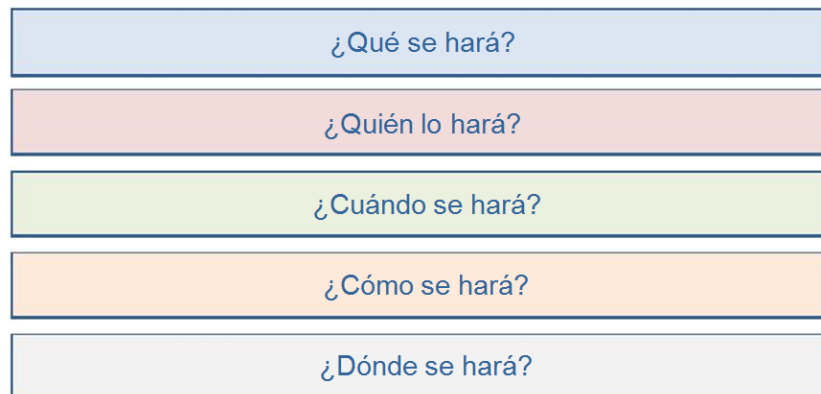 ¿Qué se hará?
¿Quién lo hará?
¿Cuándo se hará?
¿Cómo se hará?
¿Dónde se hará?